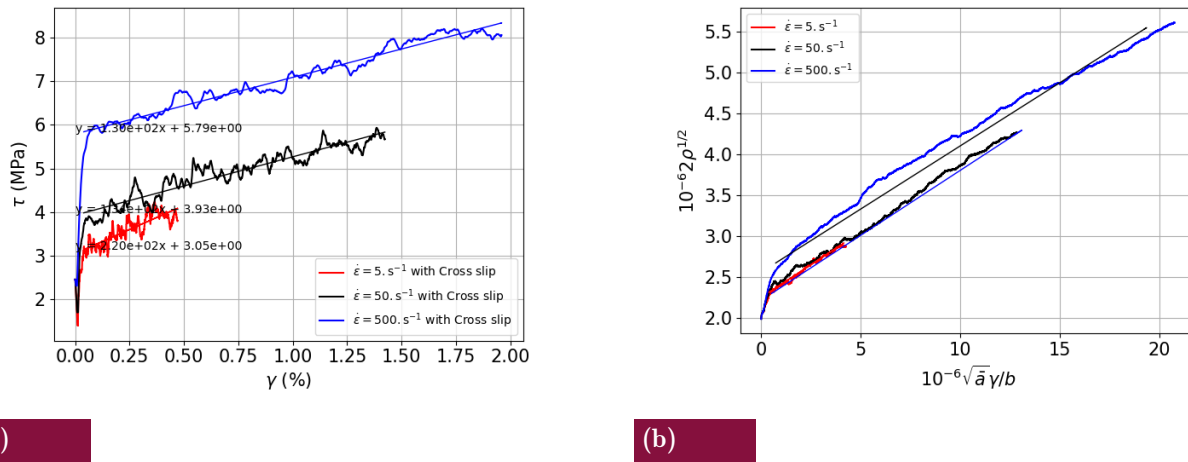 8
7
6
5
4
3
2
τ (MPa)
y = 1.30e+02x + 5.79e+00
y = 2.20e+02x + 3.05e+00
ε̇ = 5. s⁻¹ with Cross slip
ε̇ = 50. s⁻¹ with Cross slip
ε̇ = 500. s⁻¹ with Cross slip
0.00 0.25 0.50 0.75 1.00 1.25 1.50 1.75 2.00
γ (%)
)
5.5
5.0
4.5
4.0
3.5
3.0
2.5
2.0
10⁻⁶2ρ^{1/2}
ε̇ = 5. s⁻¹
ε̇ = 50. s⁻¹
ε̇ = 500. s⁻¹
0 5 10 15 20
10⁻⁶√ā γ/b
(b)